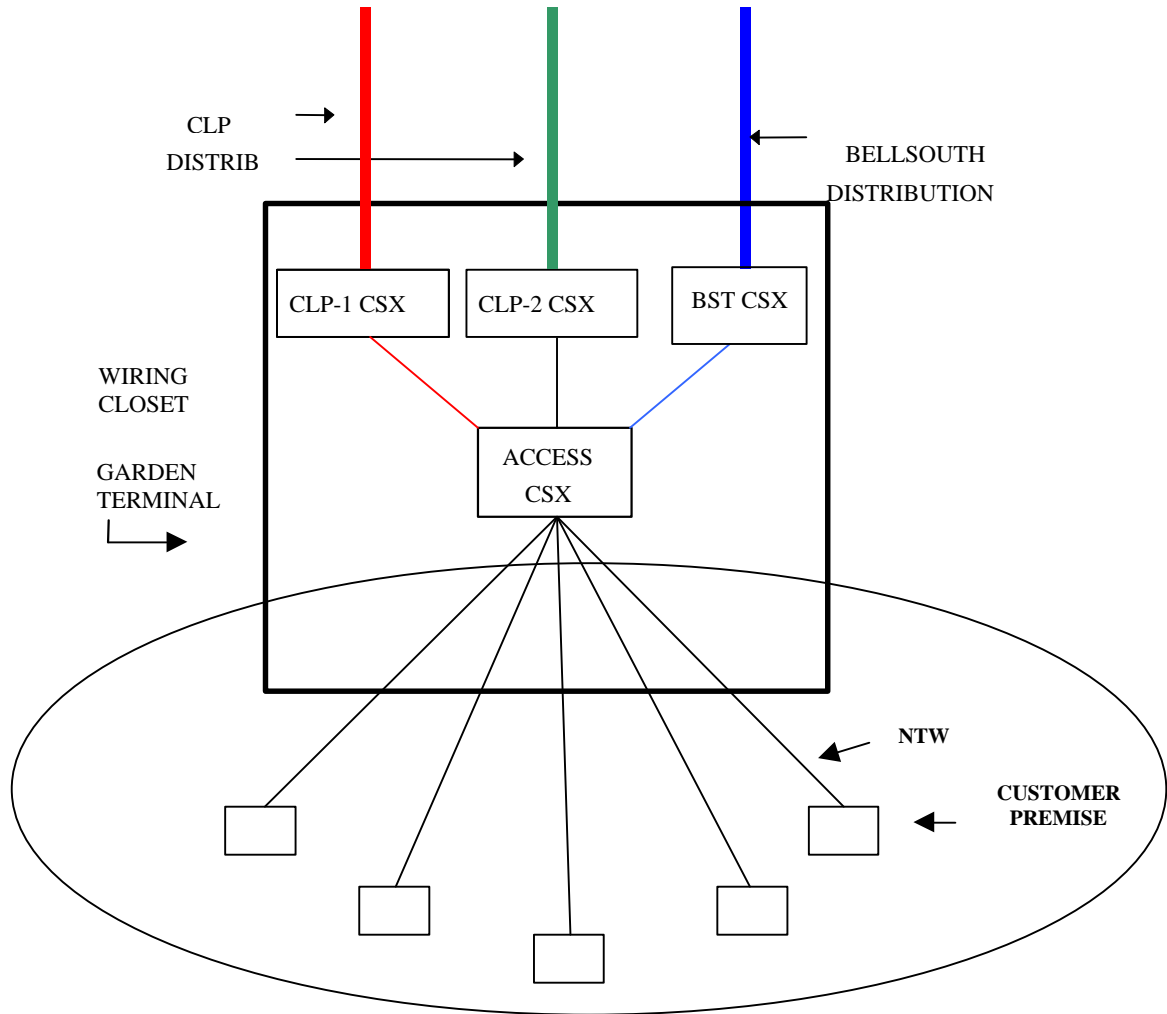 CLP
DISTRIB
BELLSOUTH
DISTRIBUTION
CLP-1 CSX
CLP-2 CSX
BST CSX
WIRING
CLOSET
ACCESS
CSX
GARDEN
TERMINAL
NTW
CUSTOMER
PREMISE